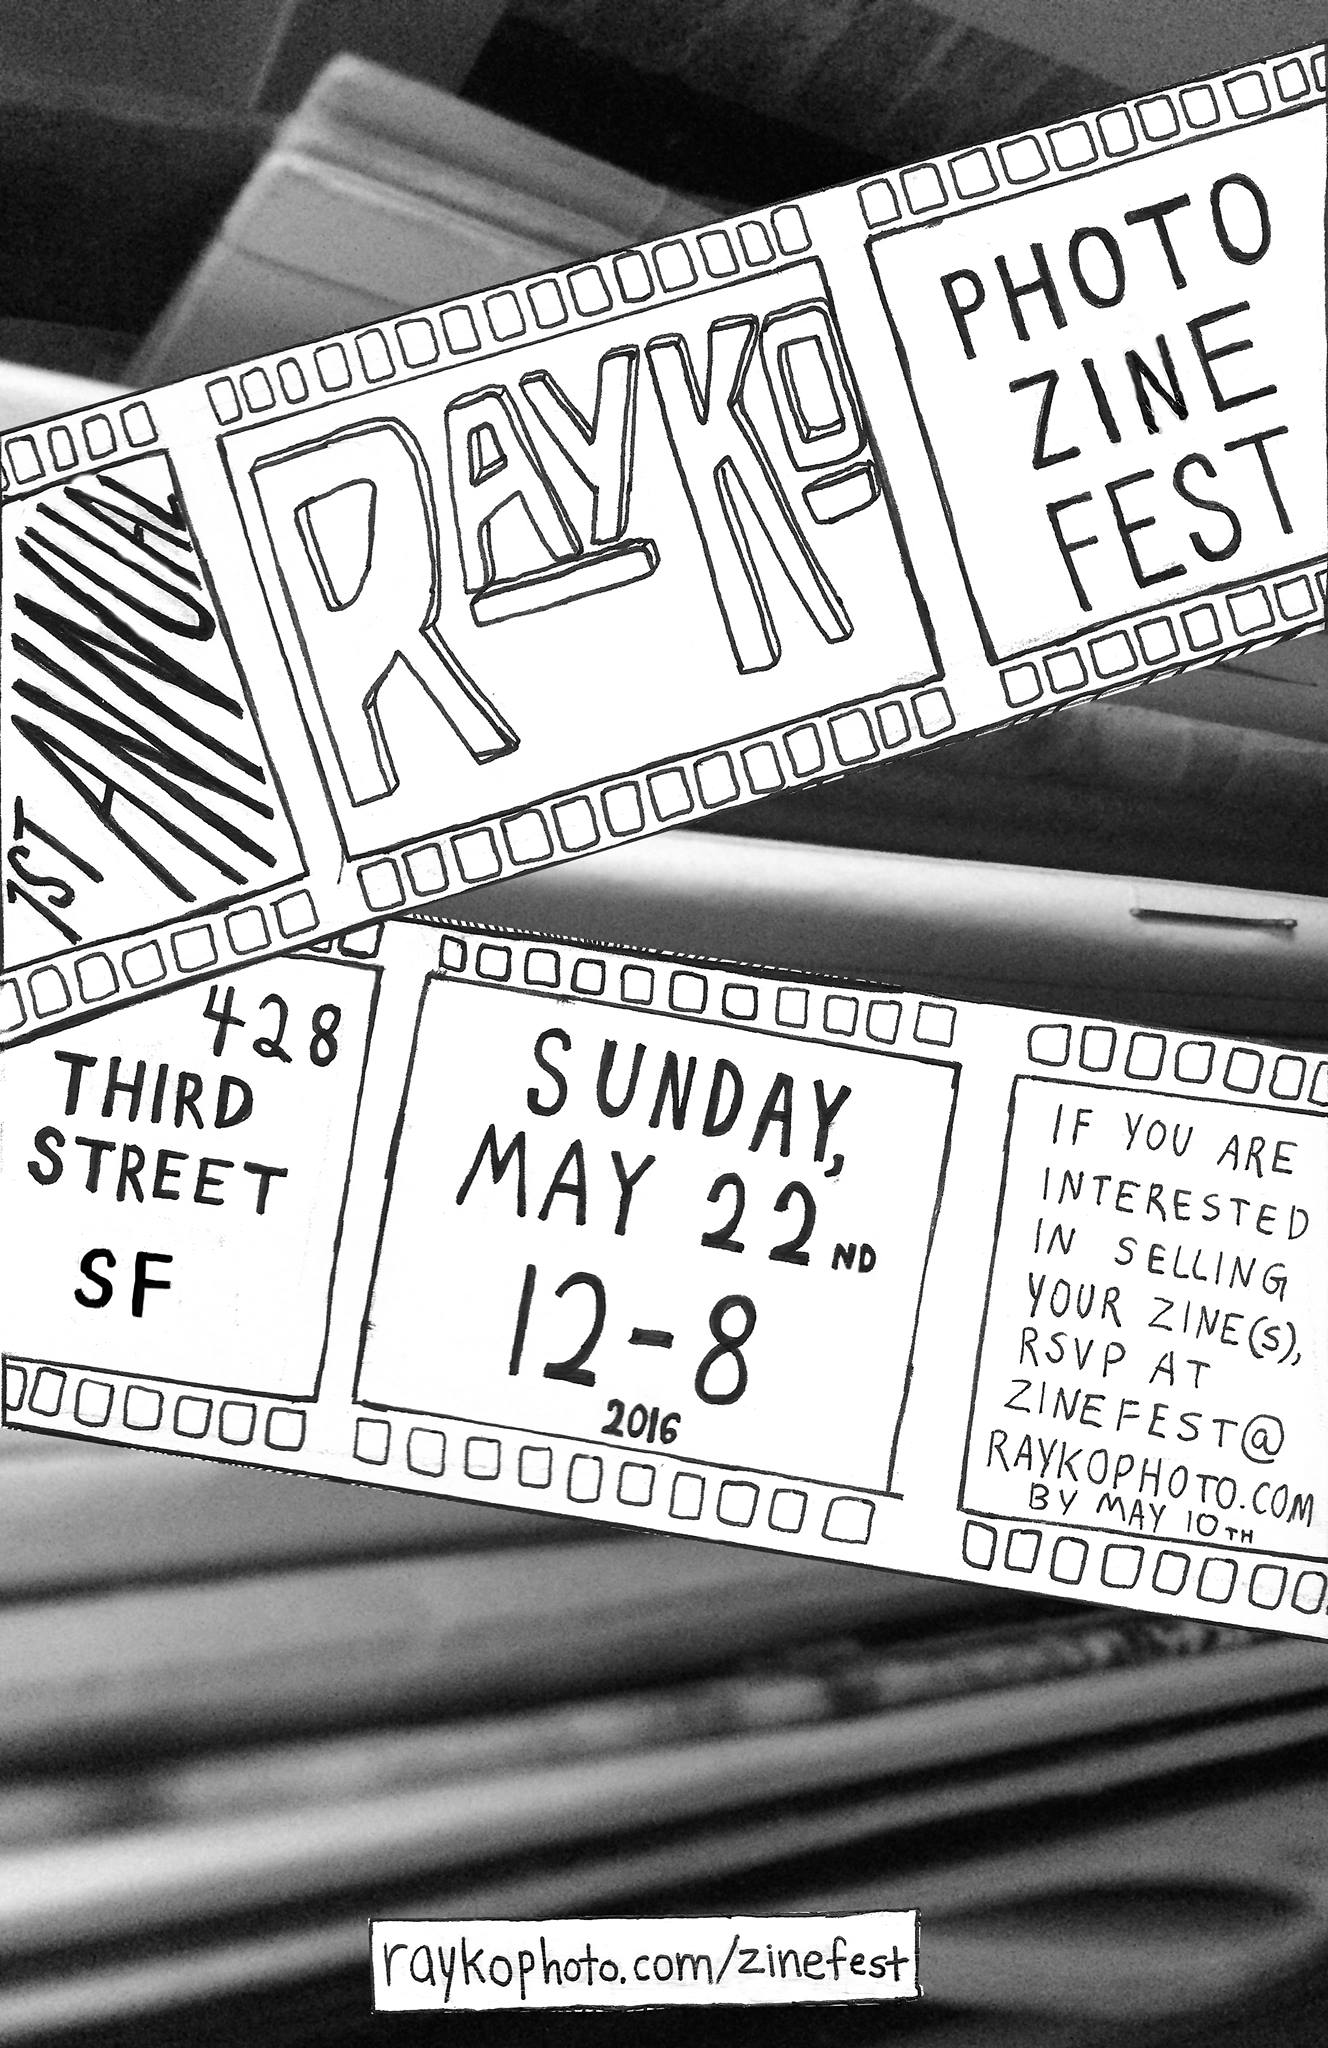 1ST ANNUAL
RAYKO
PHOTO
ZINE
FEST
428
THIRD
STREET
SF
SUNDAY,
MAY 22ND
12-8
2016
IF YOU ARE
INTERESTED
IN SELLING
YOUR ZINE(S),
RSVP AT
ZINEFEST@
RAYKOPHOTO.COM
BY MAY 10TH
raykophoto.com/zinefest